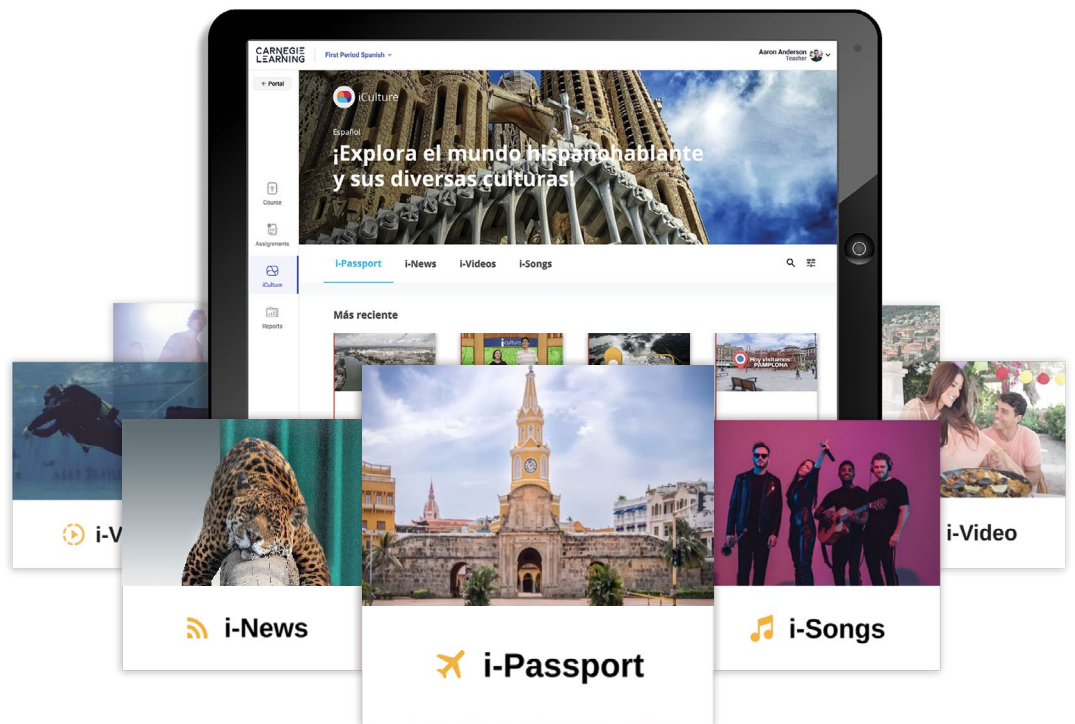 CARNEGIE
LEARNING
First Period Spanish
Aaron Anderson
Teacher
← Portal
iCulture
Español
¡Explora el mundo hispanohablante
y sus diversas culturas!
Course
Assignments
iCulture
Reports
i-Passport
i-News
i-Videos
i-Songs
Más reciente
iculture
Hoy visitamos:
PAMPLONA
i-V
i-News
i-Passport
i-Songs
i-Video